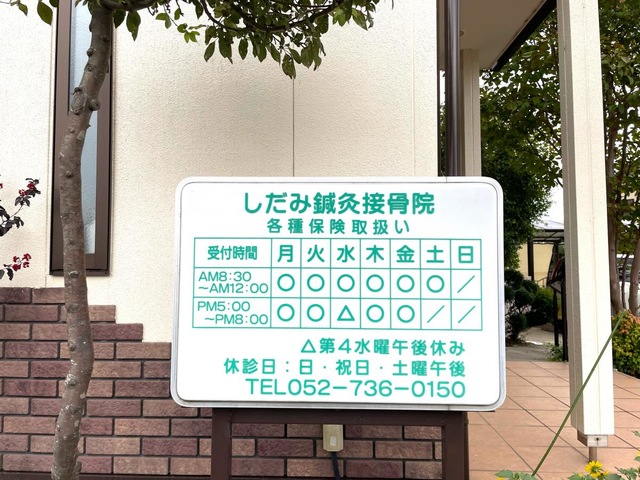 しだみ鍼灸接骨院
各種保険取扱い
受付時間 月 火 水 木 金 土 日
AM8:30 ～AM12:00 ○ ○ ○ ○ ○ ○ ／
PM5:00 ～PM8:00 ○ ○ △ ○ ○ ／ ／
△第4水曜午後休み
休診日：日・祝日・土曜午後
TEL052-736-0150